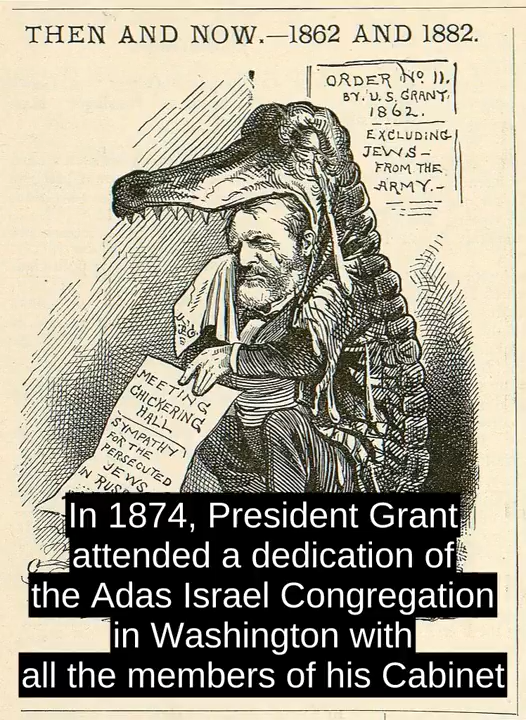 THEN AND NOW.—1862 AND 1882.
ORDER No 11.
BY. U. S. GRANT,
1862.
EXCLUDING
JEWS –
FROM THE
ARMY. –
MEETING
CHICKERING
HALL
SYMPATHY
FOR THE
PERSECUTED
JEWS
IN
In 1874, President Grant
attended a dedication of
the Adas Israel Congregation
in Washington with
all the members of his Cabinet